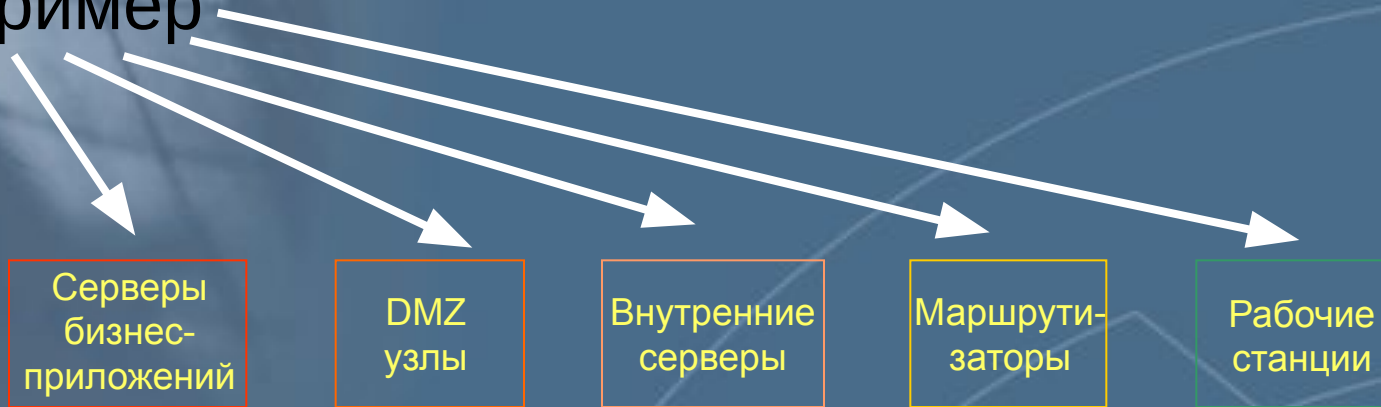 ример
Серверы
бизнес-
приложений
DMZ
узлы
Внутренние
серверы
Маршрути-
заторы
Рабочие
станции